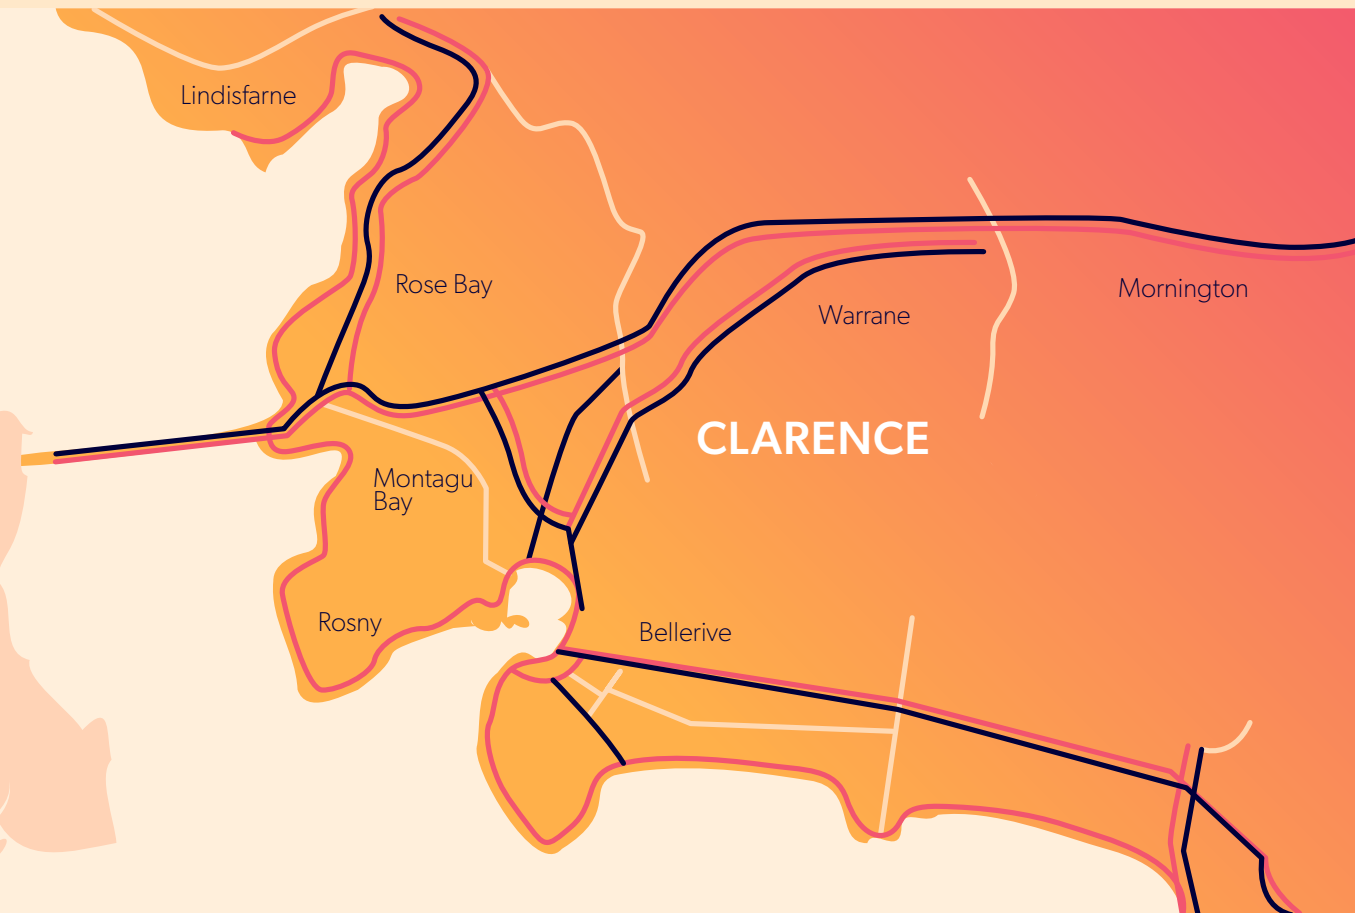 Lindisfarne
Rose Bay
Mornington
Warrane
CLARENCE
Montagu
Bay
Rosny
Bellerive